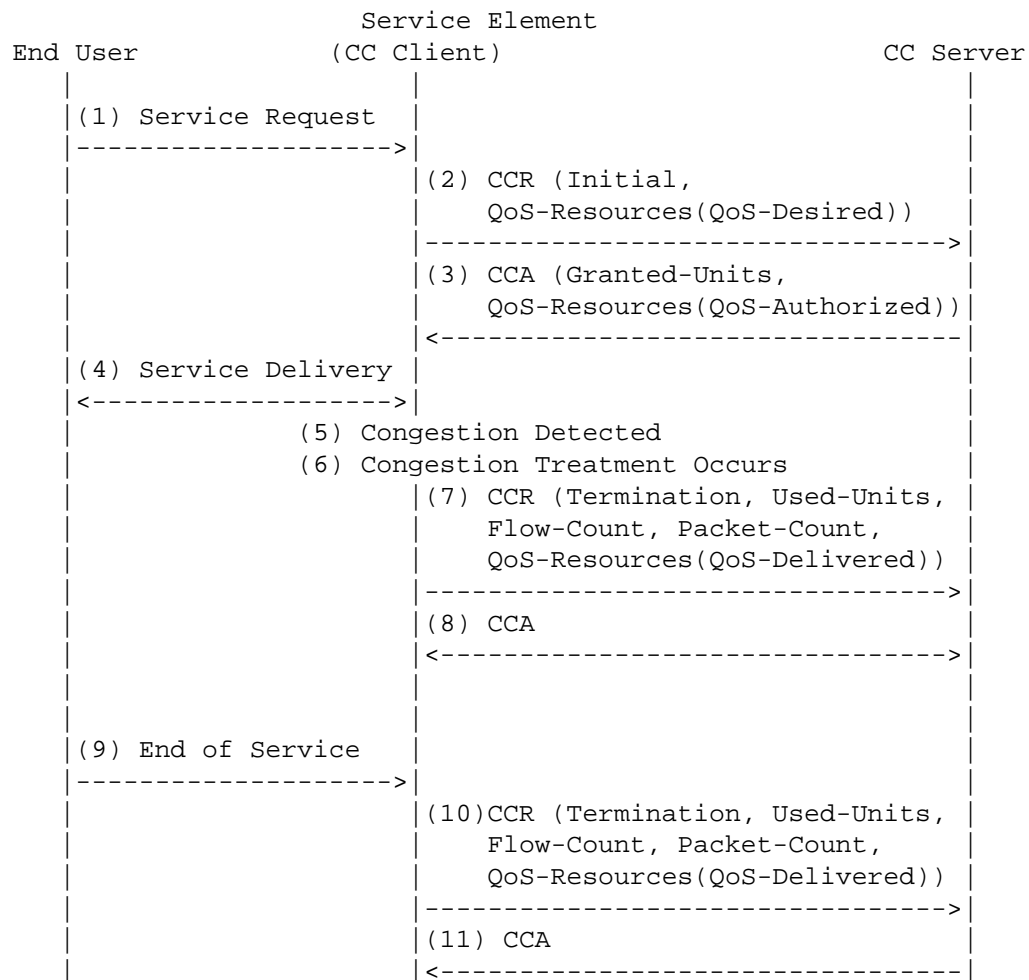 Service Element
End User (CC Client) CC Server
(1) Service Request
(2) CCR (Initial,
QoS-Resources(QoS-Desired))
(3) CCA (Granted-Units,
QoS-Resources(QoS-Authorized))
(4) Service Delivery
(5) Congestion Detected
(6) Congestion Treatment Occurs
(7) CCR (Termination, Used-Units,
Flow-Count, Packet-Count,
QoS-Resources(QoS-Delivered))
(8) CCA
(9) End of Service
(10)CCR (Termination, Used-Units,
Flow-Count, Packet-Count,
QoS-Resources(QoS-Delivered))
(11) CCA